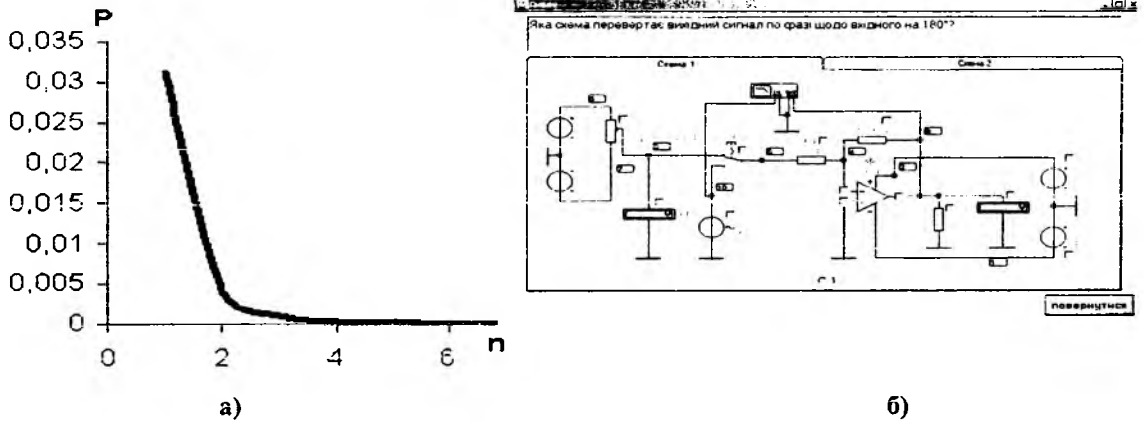 P
0,035
0,03
0,025
0,02
0,015
0,01
0,005
0
0 2 4 6 n
а)
Яка схема перевертає вихідний сигнал по фразі щодо вхідного на 180°?
Схема 1 Схема 2
повернутися
б)